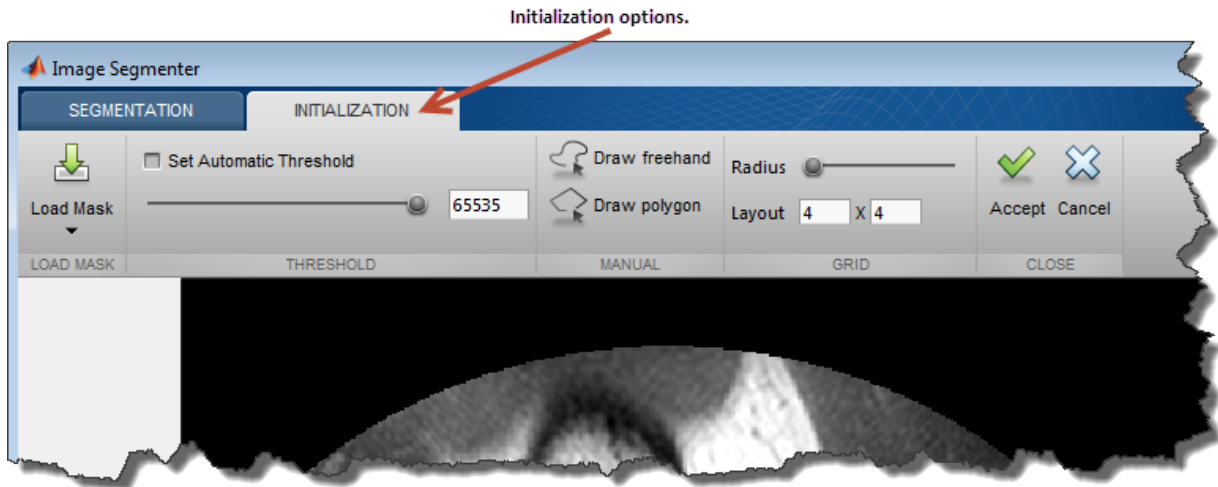 Initialization options.
Image Segmenter
SEGMENTATION INITIALIZATION
Set Automatic Threshold Draw freehand Radius
Load Mask 65535 Draw polygon Layout 4 X 4 Accept Cancel
LOAD MASK THRESHOLD MANUAL GRID CLOSE